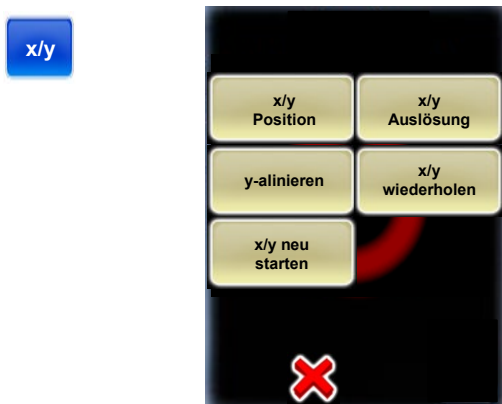 x/y
x/y
Position
x/y
Auslösung
y-alinieren
x/y
wiederholen
x/y neu
starten